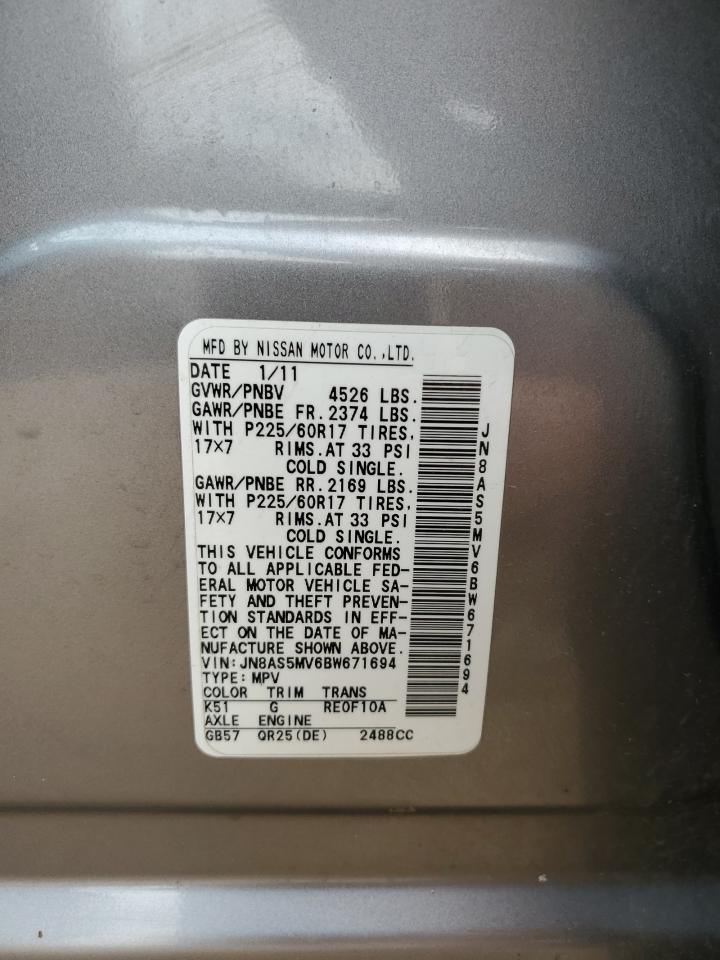 MFD BY NISSAN MOTOR CO.,LTD.
DATE 1/11
GVWR/PNBV 4526 LBS.
GAWR/PNBE FR.2374 LBS.
WITH P225/60R17 TIRES,
17×7 RIMS.AT 33 PSI
COLD SINGLE.
GAWR/PNBE RR.2169 LBS.
WITH P225/60R17 TIRES,
17×7 RIMS.AT 33 PSI
COLD SINGLE.
THIS VEHICLE CONFORMS
TO ALL APPLICABLE FED-
ERAL MOTOR VEHICLE SA-
FETY AND THEFT PREVEN-
TION STANDARDS IN EFF-
ECT ON THE DATE OF MA-
NUFACTURE SHOWN ABOVE.
VIN:JN8AS5MV6BW671694
TYPE:MPV
COLOR TRIM TRANS
K51 G RE0F10A
AXLE ENGINE
GB57 QR25(DE) 2488CC
JN8AS5MV6BW671694